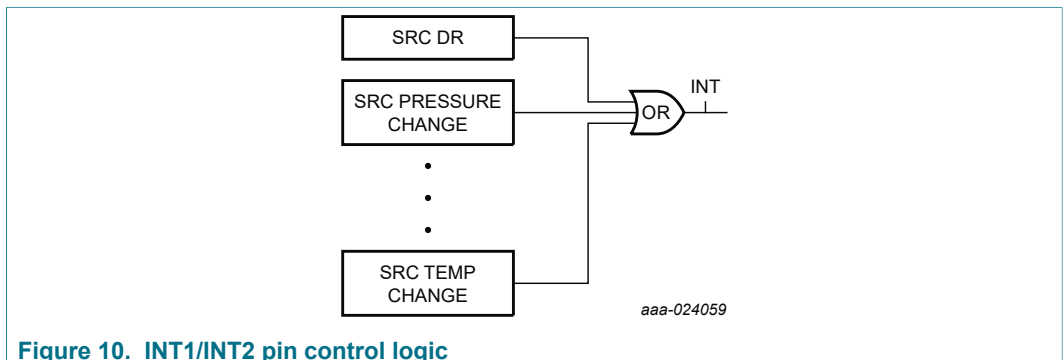 SRC DR
SRC PRESSURE
CHANGE
SRC TEMP
CHANGE
OR
INT
aaa-024059
Figure 10. INT1/INT2 pin control logic